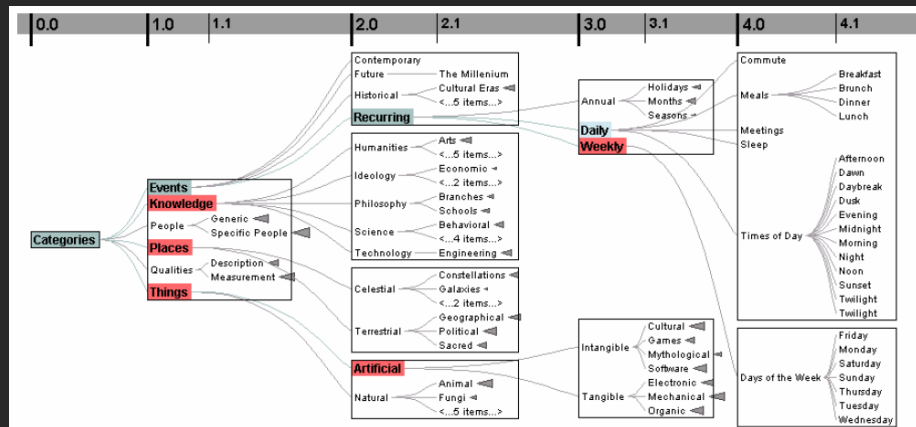 0.0 1.0 1.1 2.0 2.1 3.0 3.1 4.0 4.1
Categories
Events
Knowledge
People
Generic
Specific People
Places
Qualities
Description
Measurement
Things
Contemporary
Future
The Millenium
Historical
Cultural Eras
<...5 items...>
Recurring
Humanities
Arts
<...5 items...>
Ideology
Economic
<...2 items...>
Philosophy
Branches
Schools
Science
Behavioral
<...4 items...>
Technology
Engineering
Celestial
Constellations
Galaxies
<...2 items...>
Terrestrial
Geographical
Political
Sacred
Artificial
Natural
Animal
Fungi
<...5 items...>
Annual
Holidays
Months
Seasons
Daily
Weekly
Intangible
Cultural
Games
Mythological
Software
Tangible
Electronic
Mechanical
Organic
Commute
Meals
Breakfast
Brunch
Dinner
Lunch
Meetings
Sleep
Times of Day
Afternoon
Dawn
Daybreak
Dusk
Evening
Midnight
Morning
Night
Noon
Sunset
Twilight
Twilight
Days of the Week
Friday
Monday
Saturday
Sunday
Thursday
Tuesday
Wednesday